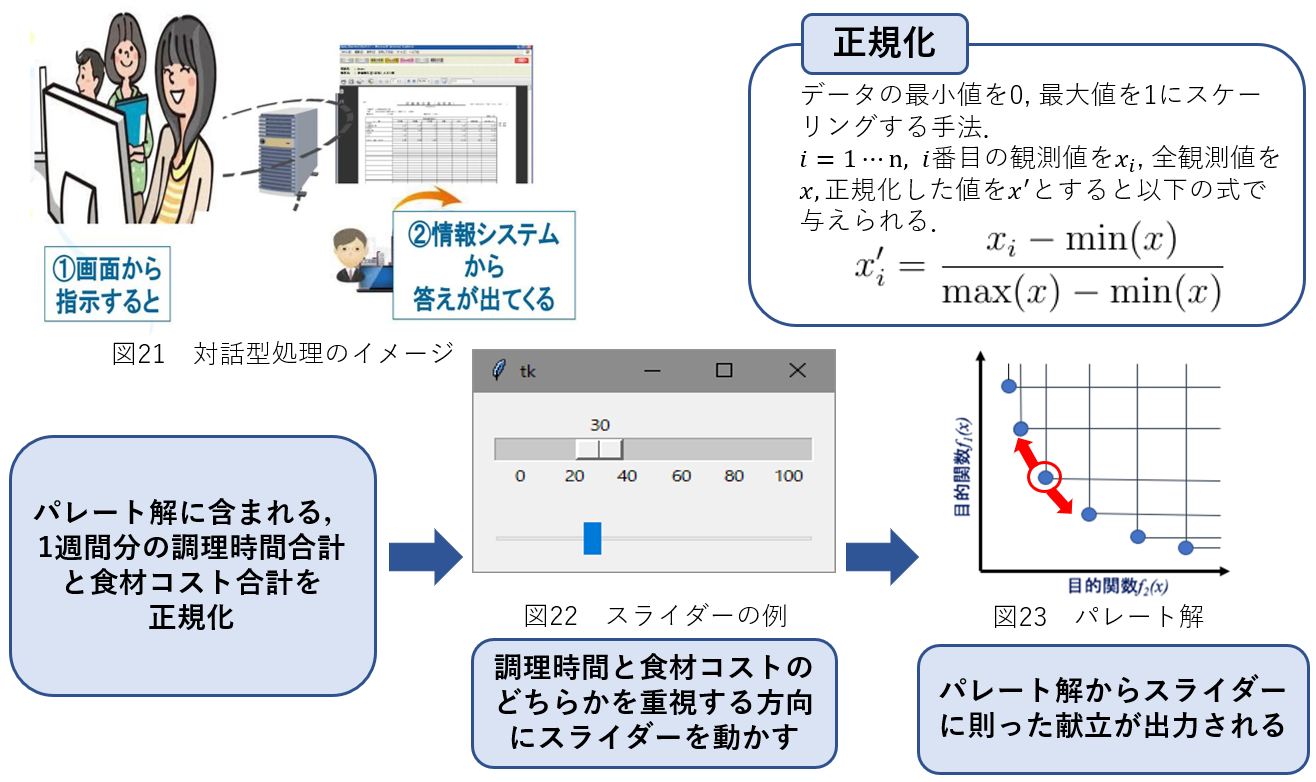 ①画面から
指示すると
②情報システム
から
答えが出てくる
図21　対話型処理のイメージ
正規化
データの最小値を0, 最大値を1にスケー
リングする手法.
i = 1 ⋯ n, i番目の観測値をx_i, 全観測値を
x, 正規化した値をx′とすると以下の式で
与えられる.
x′_i = (x_i − min(x)) / (max(x) − min(x))
パレート解に含まれる,
1週間分の調理時間合計
と食材コスト合計を
正規化
tk
30
0 20 40 60 80 100
図22　スライダーの例
調理時間と食材コストの
どちらかを重視する方向
にスライダーを動かす
目的関数f₁(x)
目的関数f₂(x)
図23　パレート解
パレート解からスライダー
に則った献立が出力される